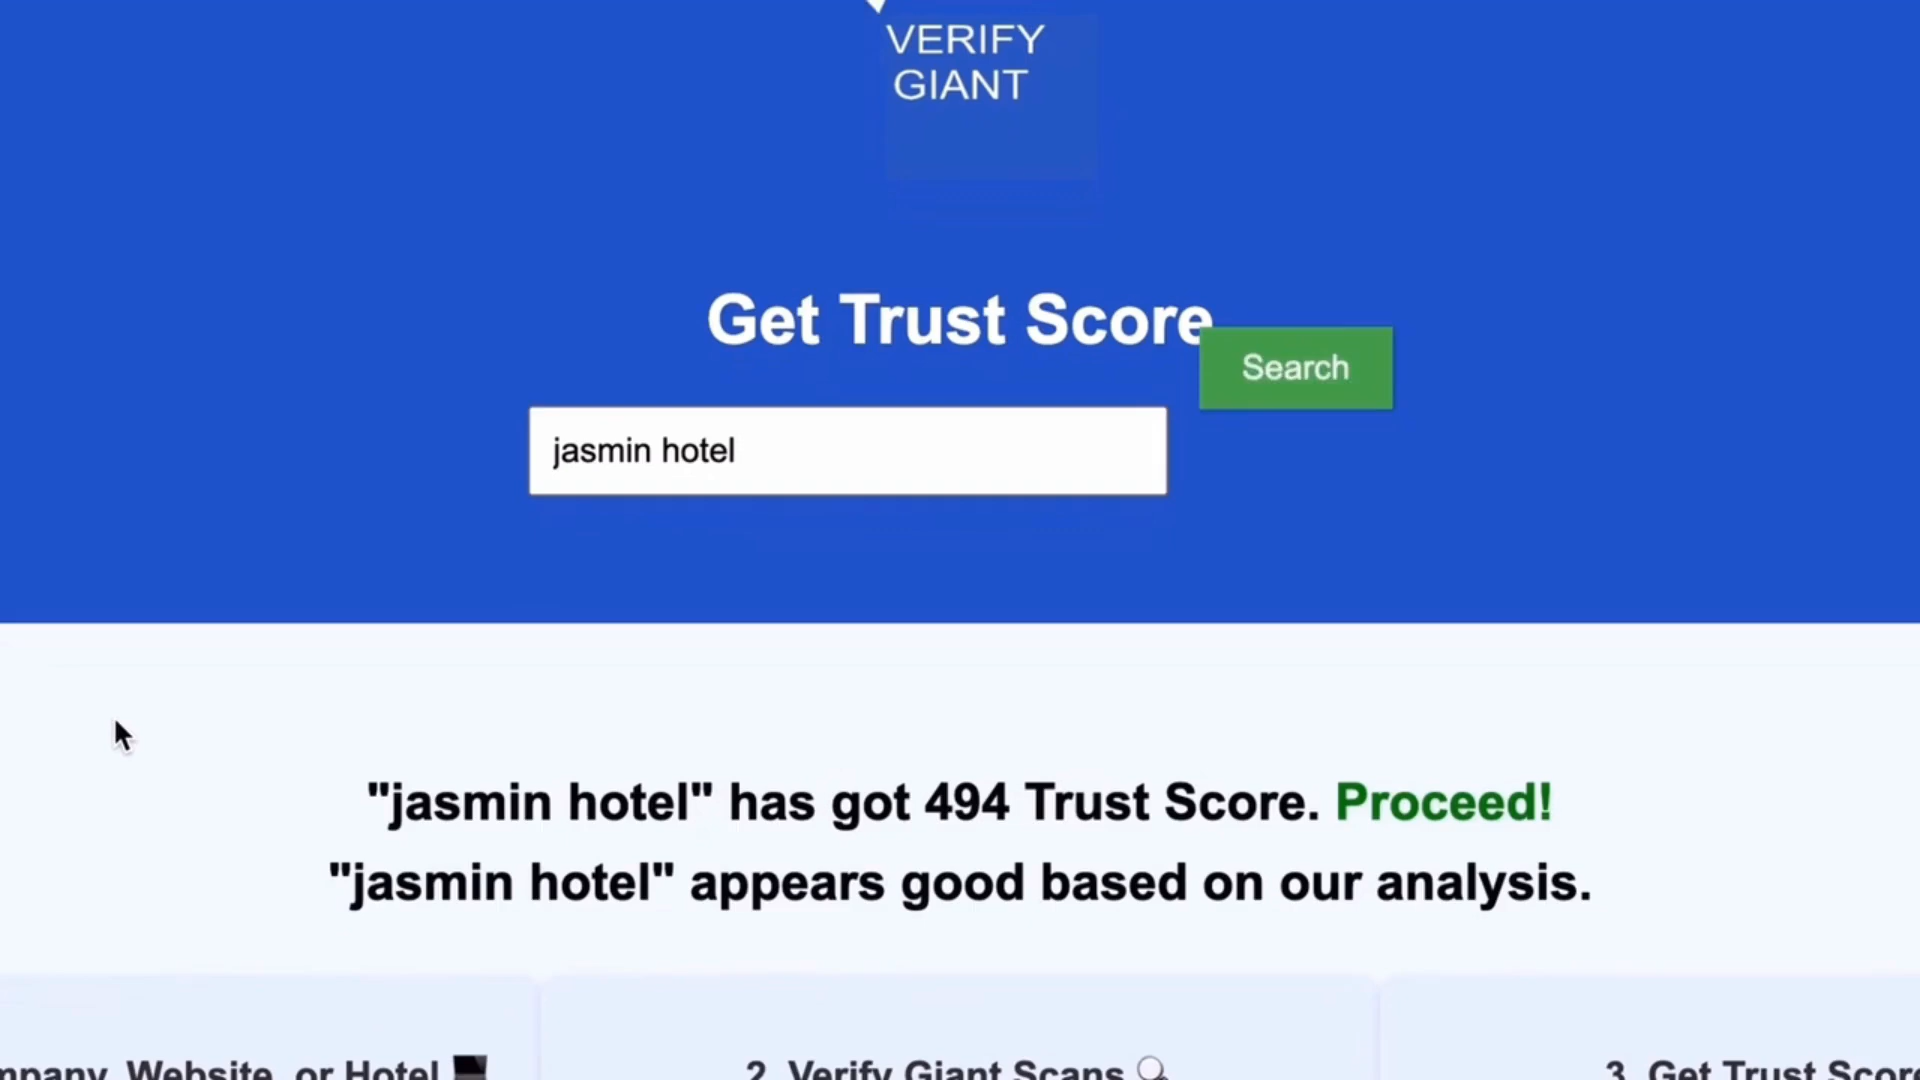 VERIFY
GIANT
Get Trust Score
Search
jasmin hotel
"jasmin hotel" has got 494 Trust Score. Proceed!
"jasmin hotel" appears good based on our analysis.
Website, or Hotel
2. Verify Giant Scans
3. Get Trust Score